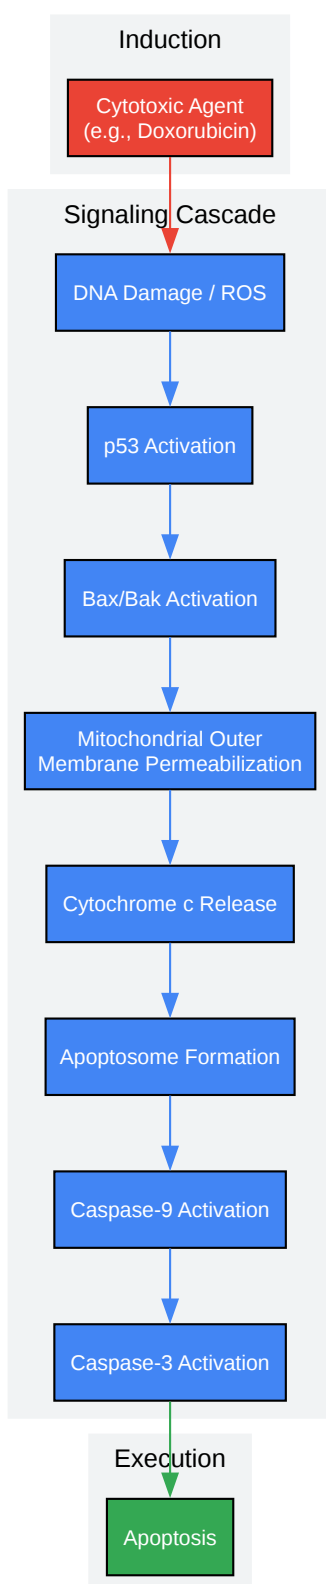 Induction
Cytotoxic Agent
(e.g., Doxorubicin)
Signaling Cascade
DNA Damage / ROS
p53 Activation
Bax/Bak Activation
Mitochondrial Outer
Membrane Permeabilization
Cytochrome c Release
Apoptosome Formation
Caspase-9 Activation
Caspase-3 Activation
Execution
Apoptosis